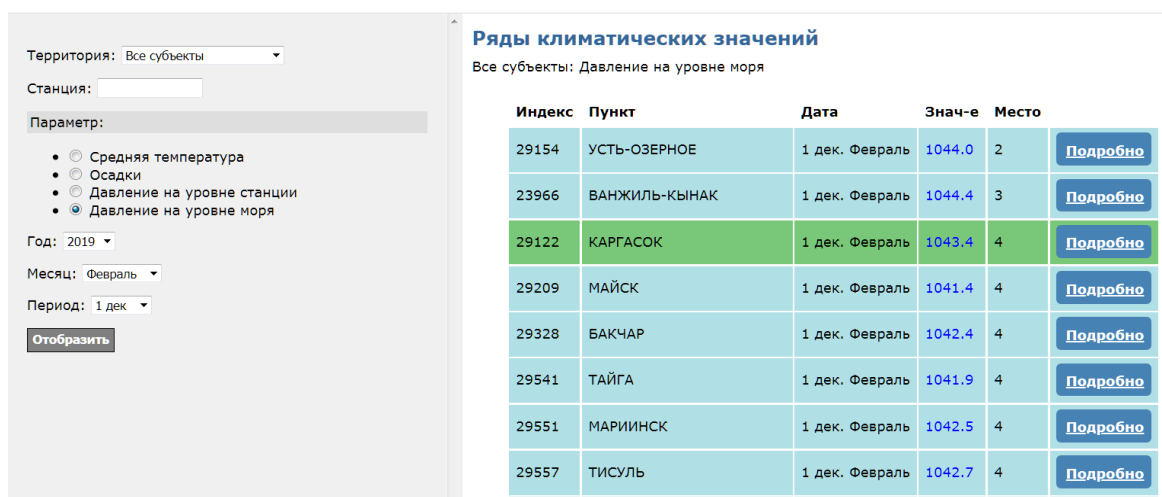 Территория: Все субъекты
Станция:
Параметр:
Средняя температура
Осадки
Давление на уровне станции
Давление на уровне моря
Год: 2019
Месяц: Февраль
Период: 1 дек
Отобразить
Ряды климатических значений
Все субъекты: Давление на уровне моря
Индекс Пункт Дата Знач-е Место
29154 УСТЬ-ОЗЕРНОЕ 1 дек. Февраль 1044.0 2 Подробно
23966 ВАНЖИЛЬ-КЫНАК 1 дек. Февраль 1044.4 3 Подробно
29122 КАРГАСОК 1 дек. Февраль 1043.4 4 Подробно
29209 МАЙСК 1 дек. Февраль 1041.4 4 Подробно
29328 БАКЧАР 1 дек. Февраль 1042.4 4 Подробно
29541 ТАЙГА 1 дек. Февраль 1041.9 4 Подробно
29551 МАРИИНСК 1 дек. Февраль 1042.5 4 Подробно
29557 ТИСУЛЬ 1 дек. Февраль 1042.7 4 Подробно